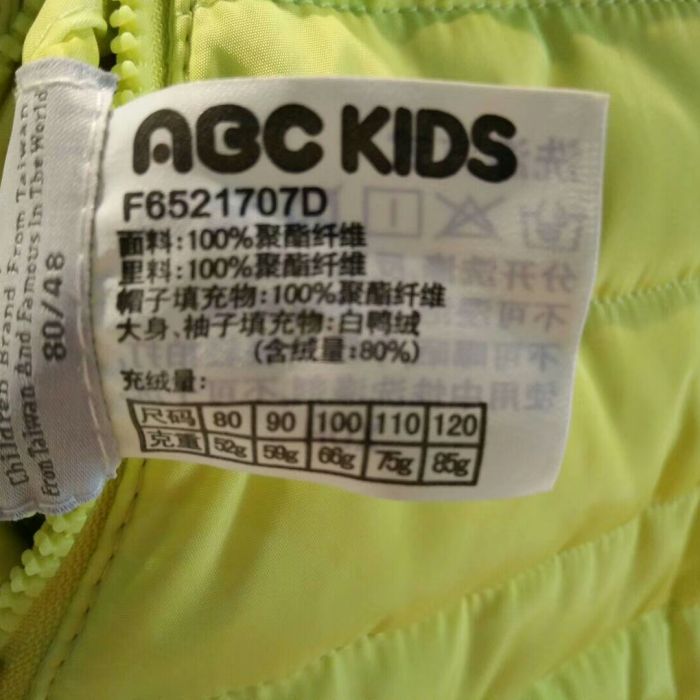 ABC KIDS
F6521707D
面料:100%聚酯纤维
里料:100%聚酯纤维
帽子填充物:100%聚酯纤维
大身、袖子填充物:白鸭绒
(含绒量:80%)
充绒量:
尺码 80 90 100 110 120
克重 52g 59g 66g 75g 85g
Children Brand From Taiwan
From Taiwan And Famous In The World
80/48